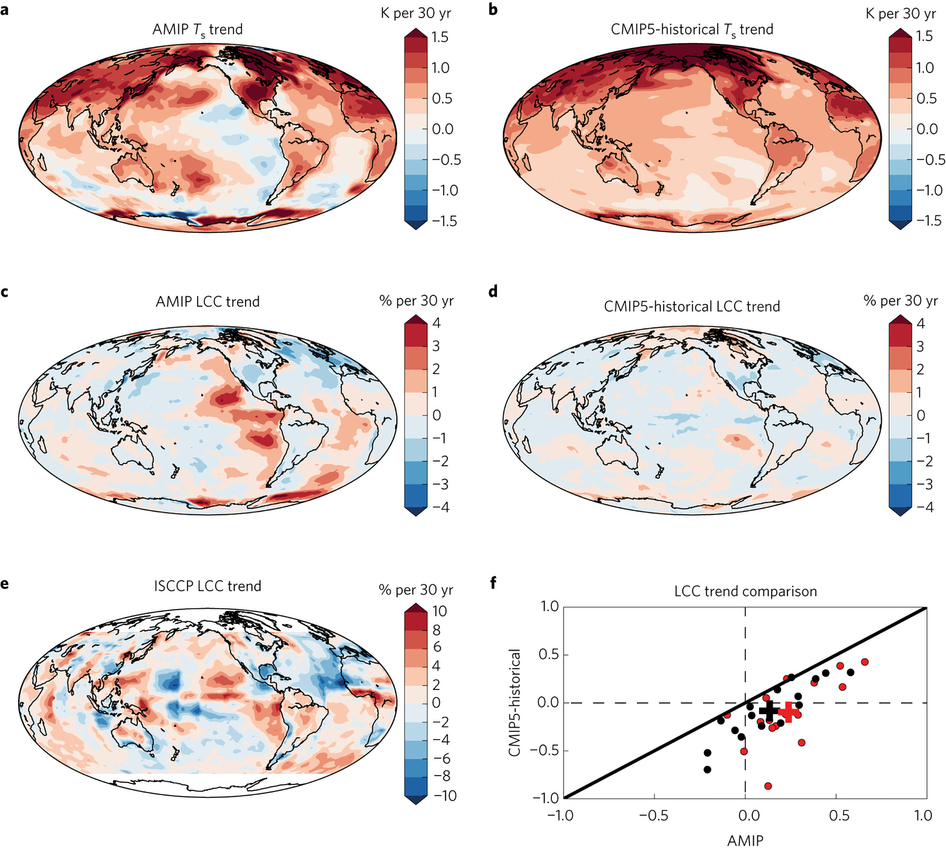 a
AMIP Ts trend
K per 30 yr
1.5
1.0
0.5
0.0
−0.5
−1.0
−1.5
b
CMIP5-historical Ts trend
K per 30 yr
1.5
1.0
0.5
0.0
−0.5
−1.0
−1.5
c
AMIP LCC trend
% per 30 yr
4
3
2
1
0
−1
−2
−3
−4
d
CMIP5-historical LCC trend
% per 30 yr
4
3
2
1
0
−1
−2
−3
−4
e
ISCCP LCC trend
% per 30 yr
10
8
6
4
2
0
−2
−4
−6
−8
−10
f
LCC trend comparison
CMIP5-historical
1.0
0.5
0.0
−0.5
−1.0
−1.0
−0.5
0.0
0.5
1.0
AMIP